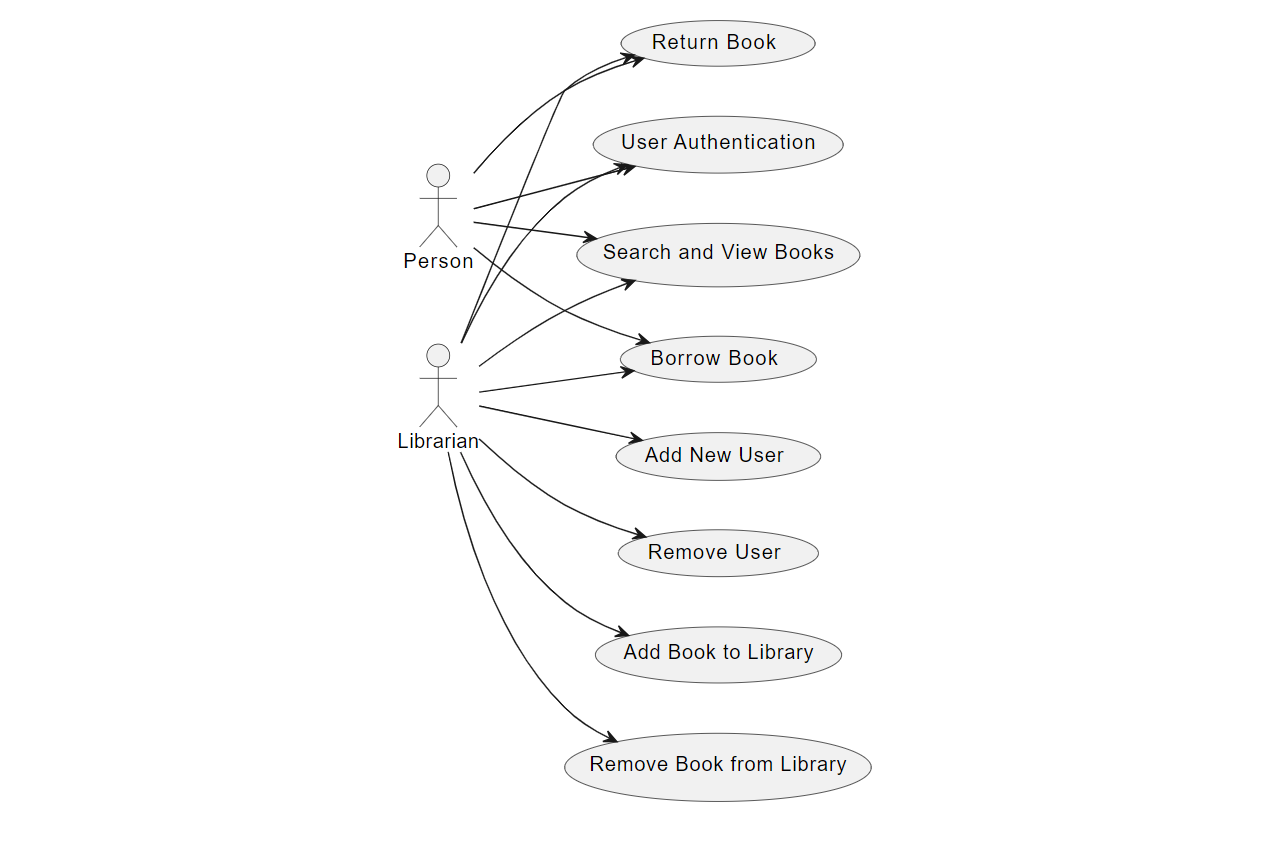 Return Book
User Authentication
Person
Search and View Books
Borrow Book
Librarian
Add New User
Remove User
Add Book to Library
Remove Book from Library